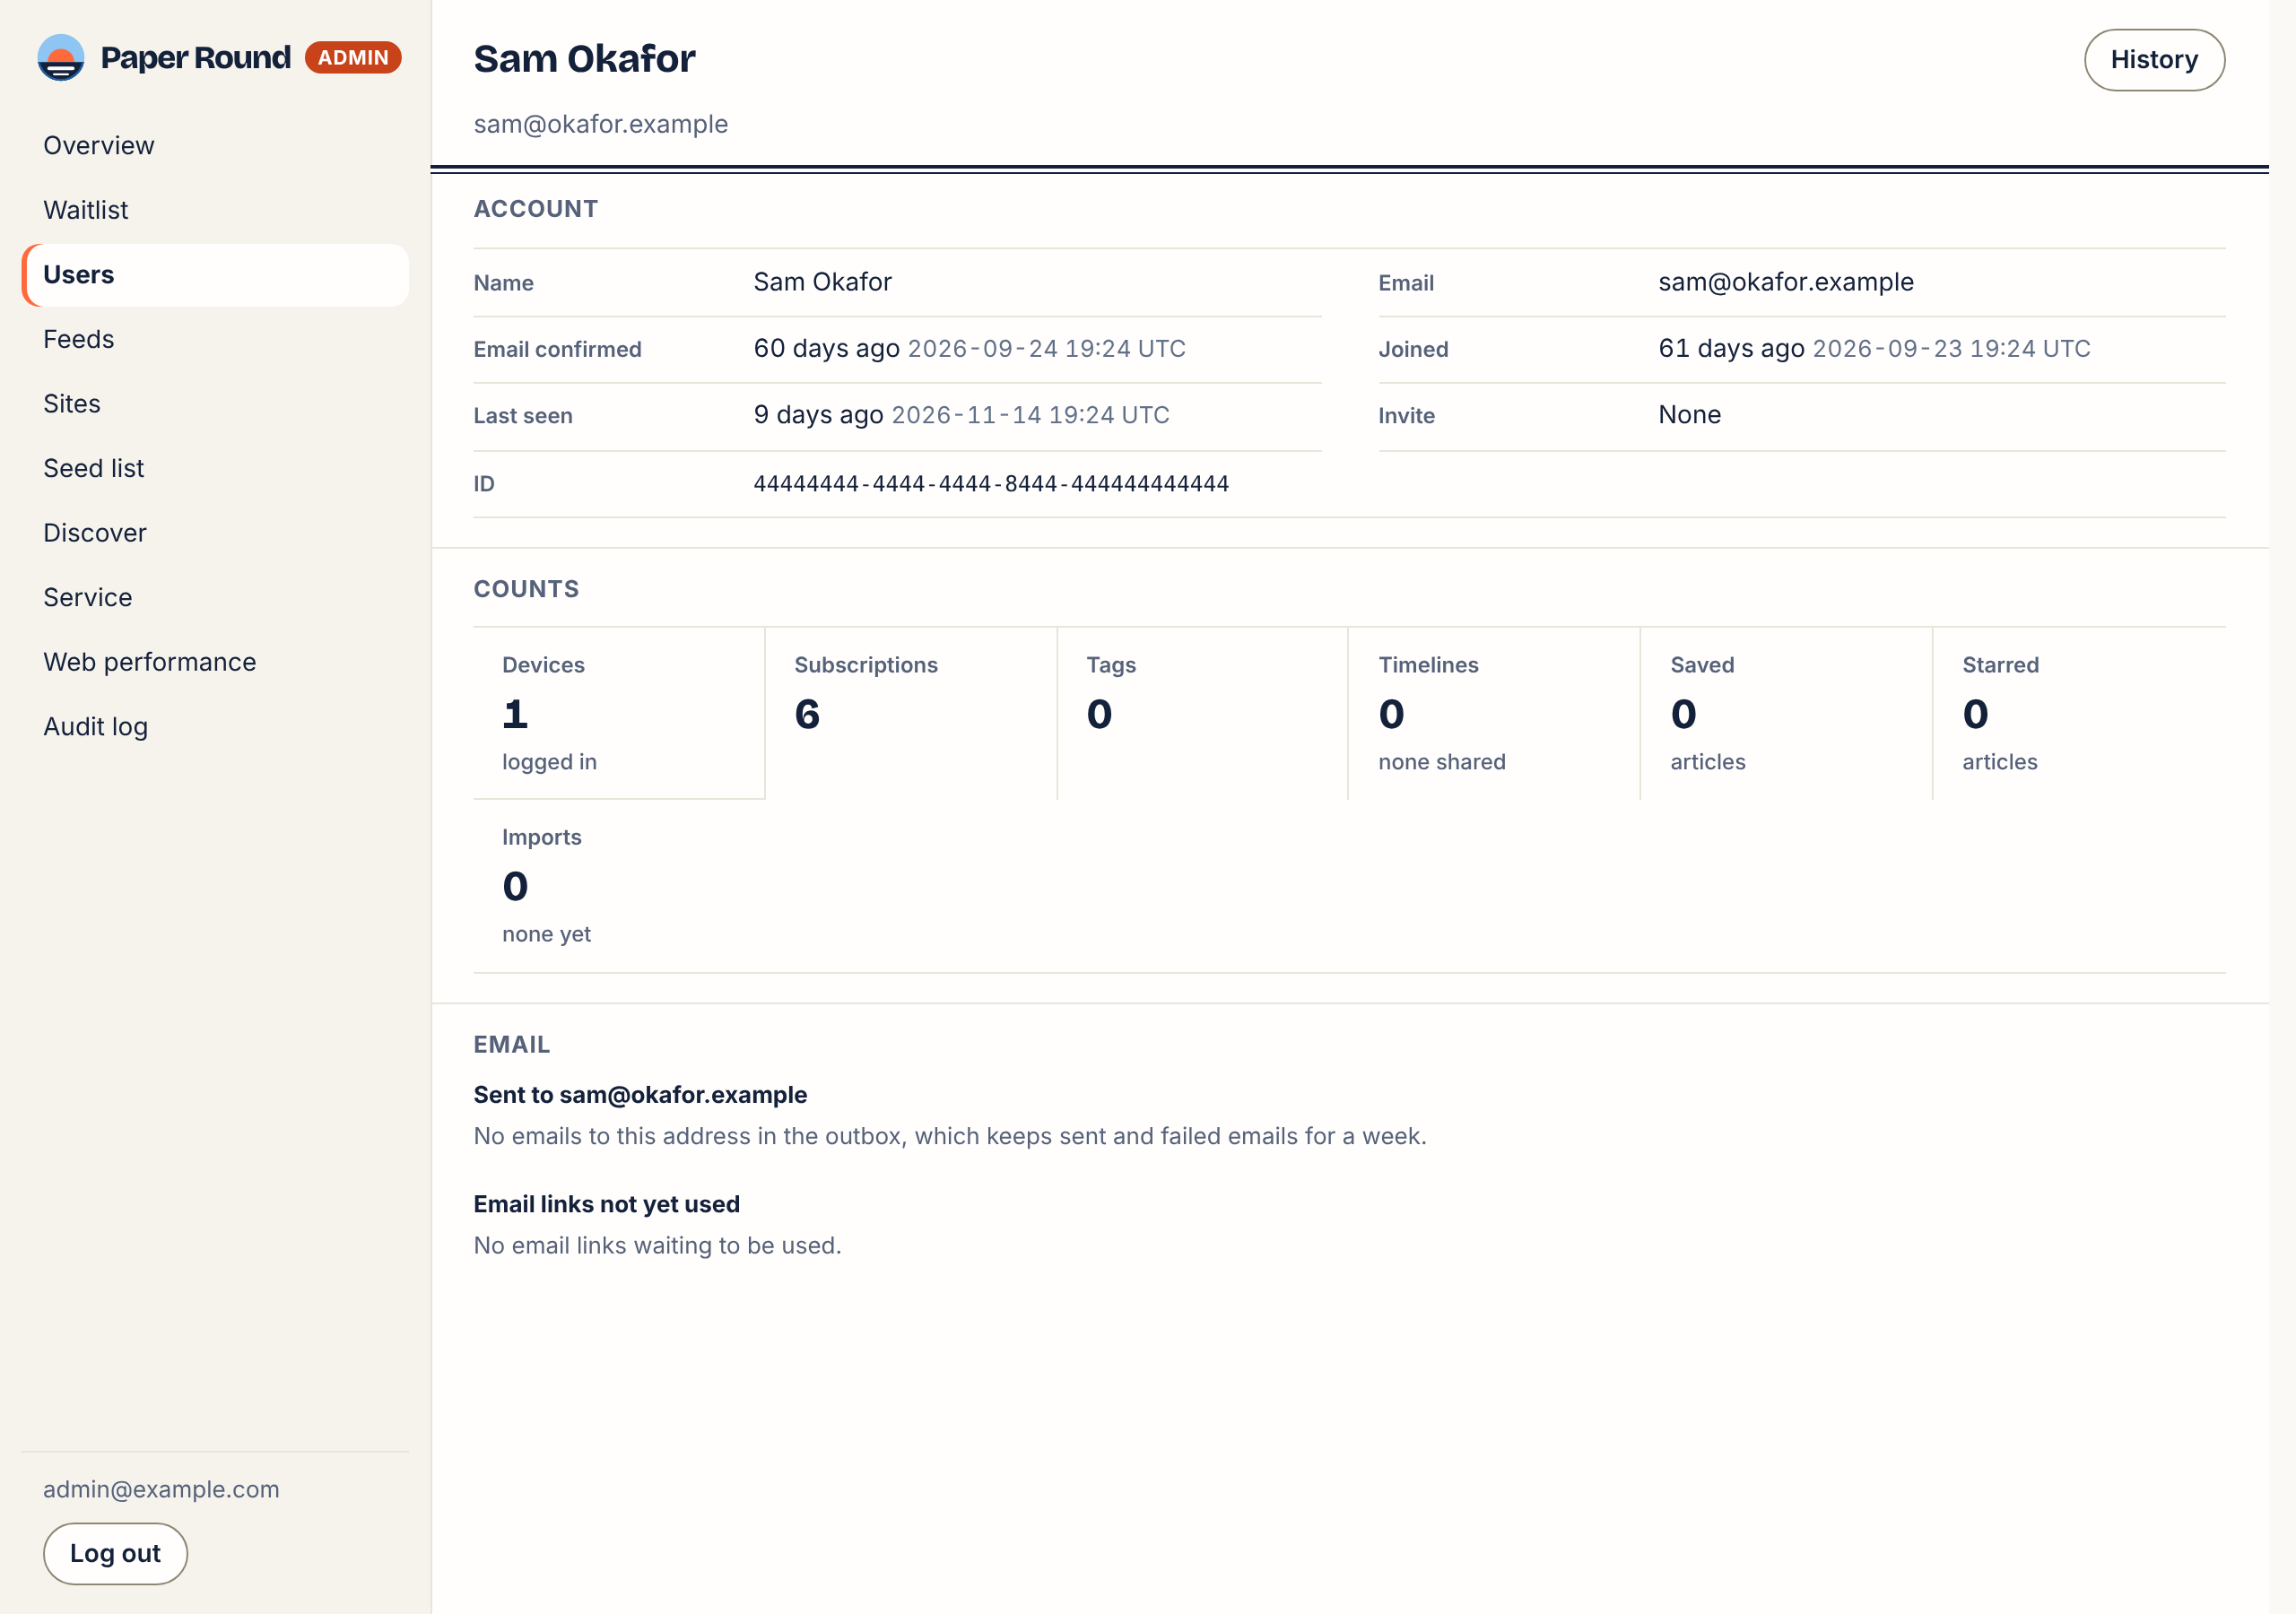 Paper Round ADMIN
Overview
Waitlist
Users
Feeds
Sites
Seed list
Discover
Service
Web performance
Audit log
admin@example.com
Log out
Sam Okafor
History
sam@okafor.example
ACCOUNT
Name Sam Okafor Email sam@okafor.example
Email confirmed 60 days ago 2026-09-24 19:24 UTC Joined 61 days ago 2026-09-23 19:24 UTC
Last seen 9 days ago 2026-11-14 19:24 UTC Invite None
ID 44444444-4444-4444-8444-444444444444
COUNTS
Devices Subscriptions Tags Timelines Saved Starred
1 6 0 0 0 0
logged in none shared articles articles
Imports
0
none yet
EMAIL
Sent to sam@okafor.example
No emails to this address in the outbox, which keeps sent and failed emails for a week.
Email links not yet used
No email links waiting to be used.